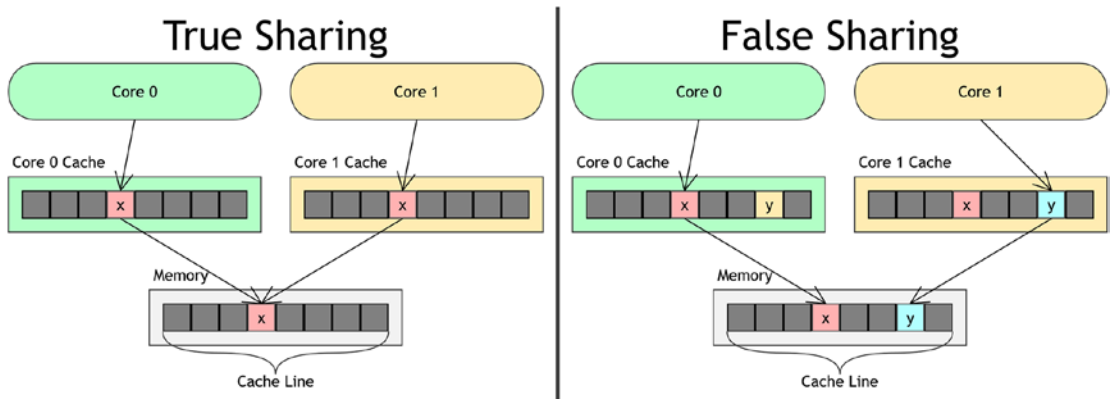 True Sharing
Core 0
Core 1
Core 0 Cache
Core 1 Cache
x
x
Memory
x
Cache Line
False Sharing
Core 0
Core 1
Core 0 Cache
Core 1 Cache
x y
x y
Memory
x y
Cache Line